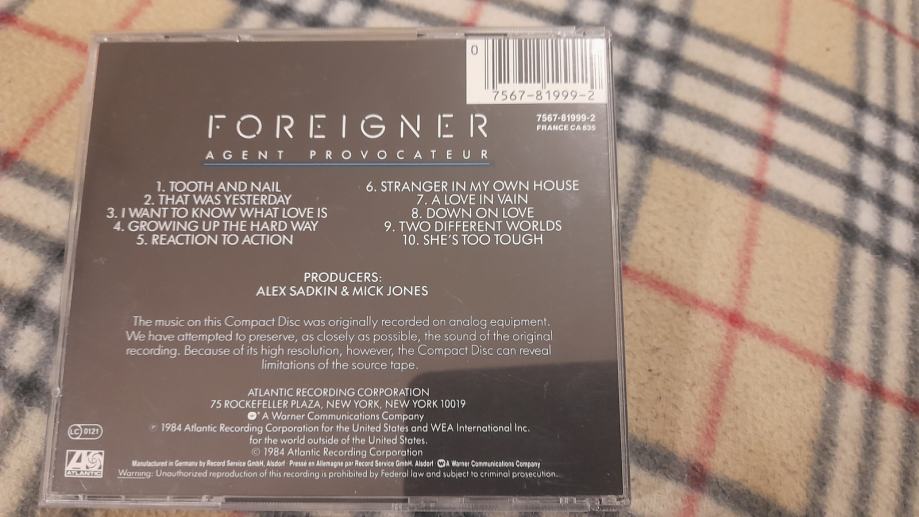 0
7567-81999-2
7567-81999-2
FRANCE CA 835
FOREIGNER
AGENT PROVOCATEUR
1. TOOTH AND NAIL
2. THAT WAS YESTERDAY
3. I WANT TO KNOW WHAT LOVE IS
4. GROWING UP THE HARD WAY
5. REACTION TO ACTION
6. STRANGER IN MY OWN HOUSE
7. A LOVE IN VAIN
8. DOWN ON LOVE
9. TWO DIFFERENT WORLDS
10. SHE'S TOO TOUGH
PRODUCERS:
ALEX SADKIN & MICK JONES
The music on this Compact Disc was originally recorded on analog equipment.
We have attempted to preserve, as closely as possible, the sound of the original
recording. Because of its high resolution, however, the Compact Disc can reveal
limitations of the source tape.
ATLANTIC RECORDING CORPORATION
75 ROCKEFELLER PLAZA, NEW YORK, NEW YORK 10019
A Warner Communications Company
℗ 1984 Atlantic Recording Corporation for the United States and WEA International Inc.
for the world outside of the United States.
© 1984 Atlantic Recording Corporation
LC 0121
ATLANTIC
Manufactured in Germany by Record Service GmbH, Alsdorf · Pressé en Allemagne par Record Service GmbH, Alsdorf A Warner Communications Company
Warning: Unauthorized reproduction of this recording is prohibited by Federal law and subject to criminal prosecution.